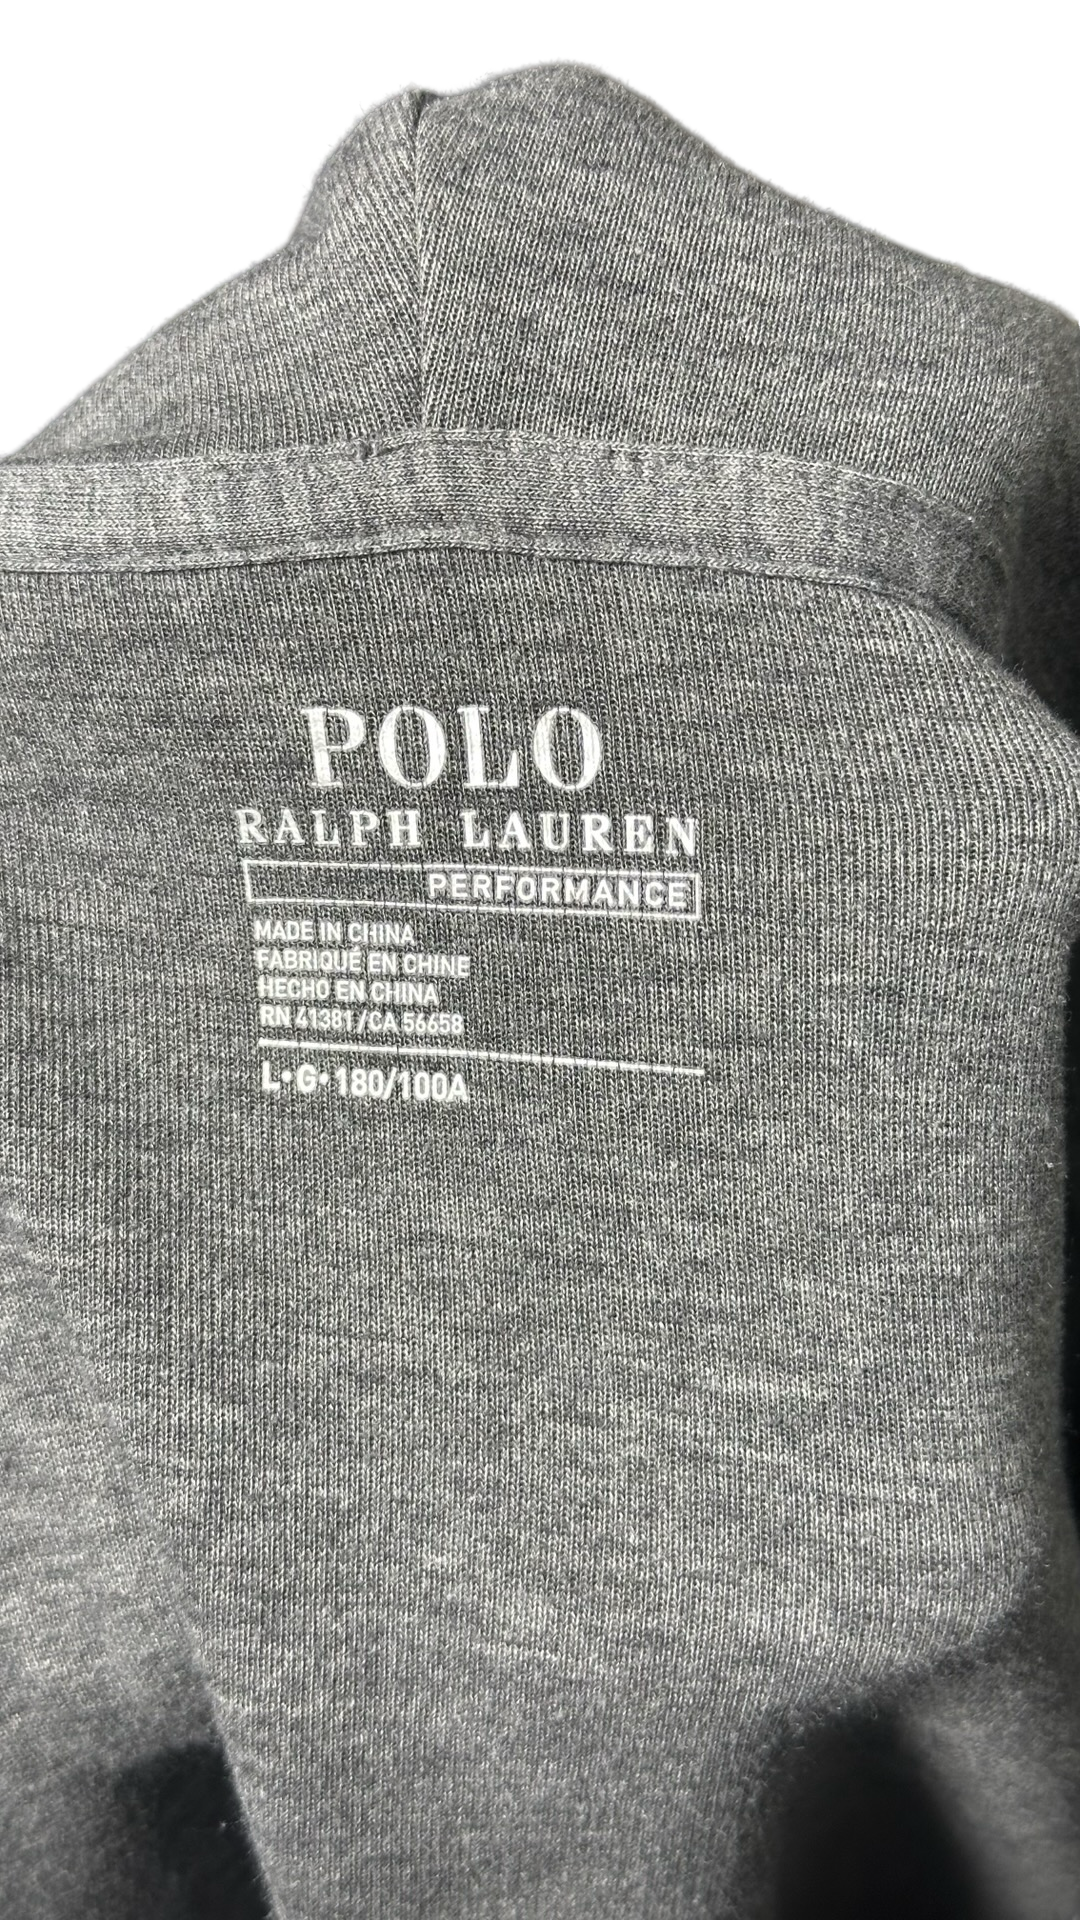 POLO
RALPH LAUREN
PERFORMANCE
MADE IN CHINA
FABRIQUÉ EN CHINE
HECHO EN CHINA
RN 41381/CA 56658
L•G•180/100A